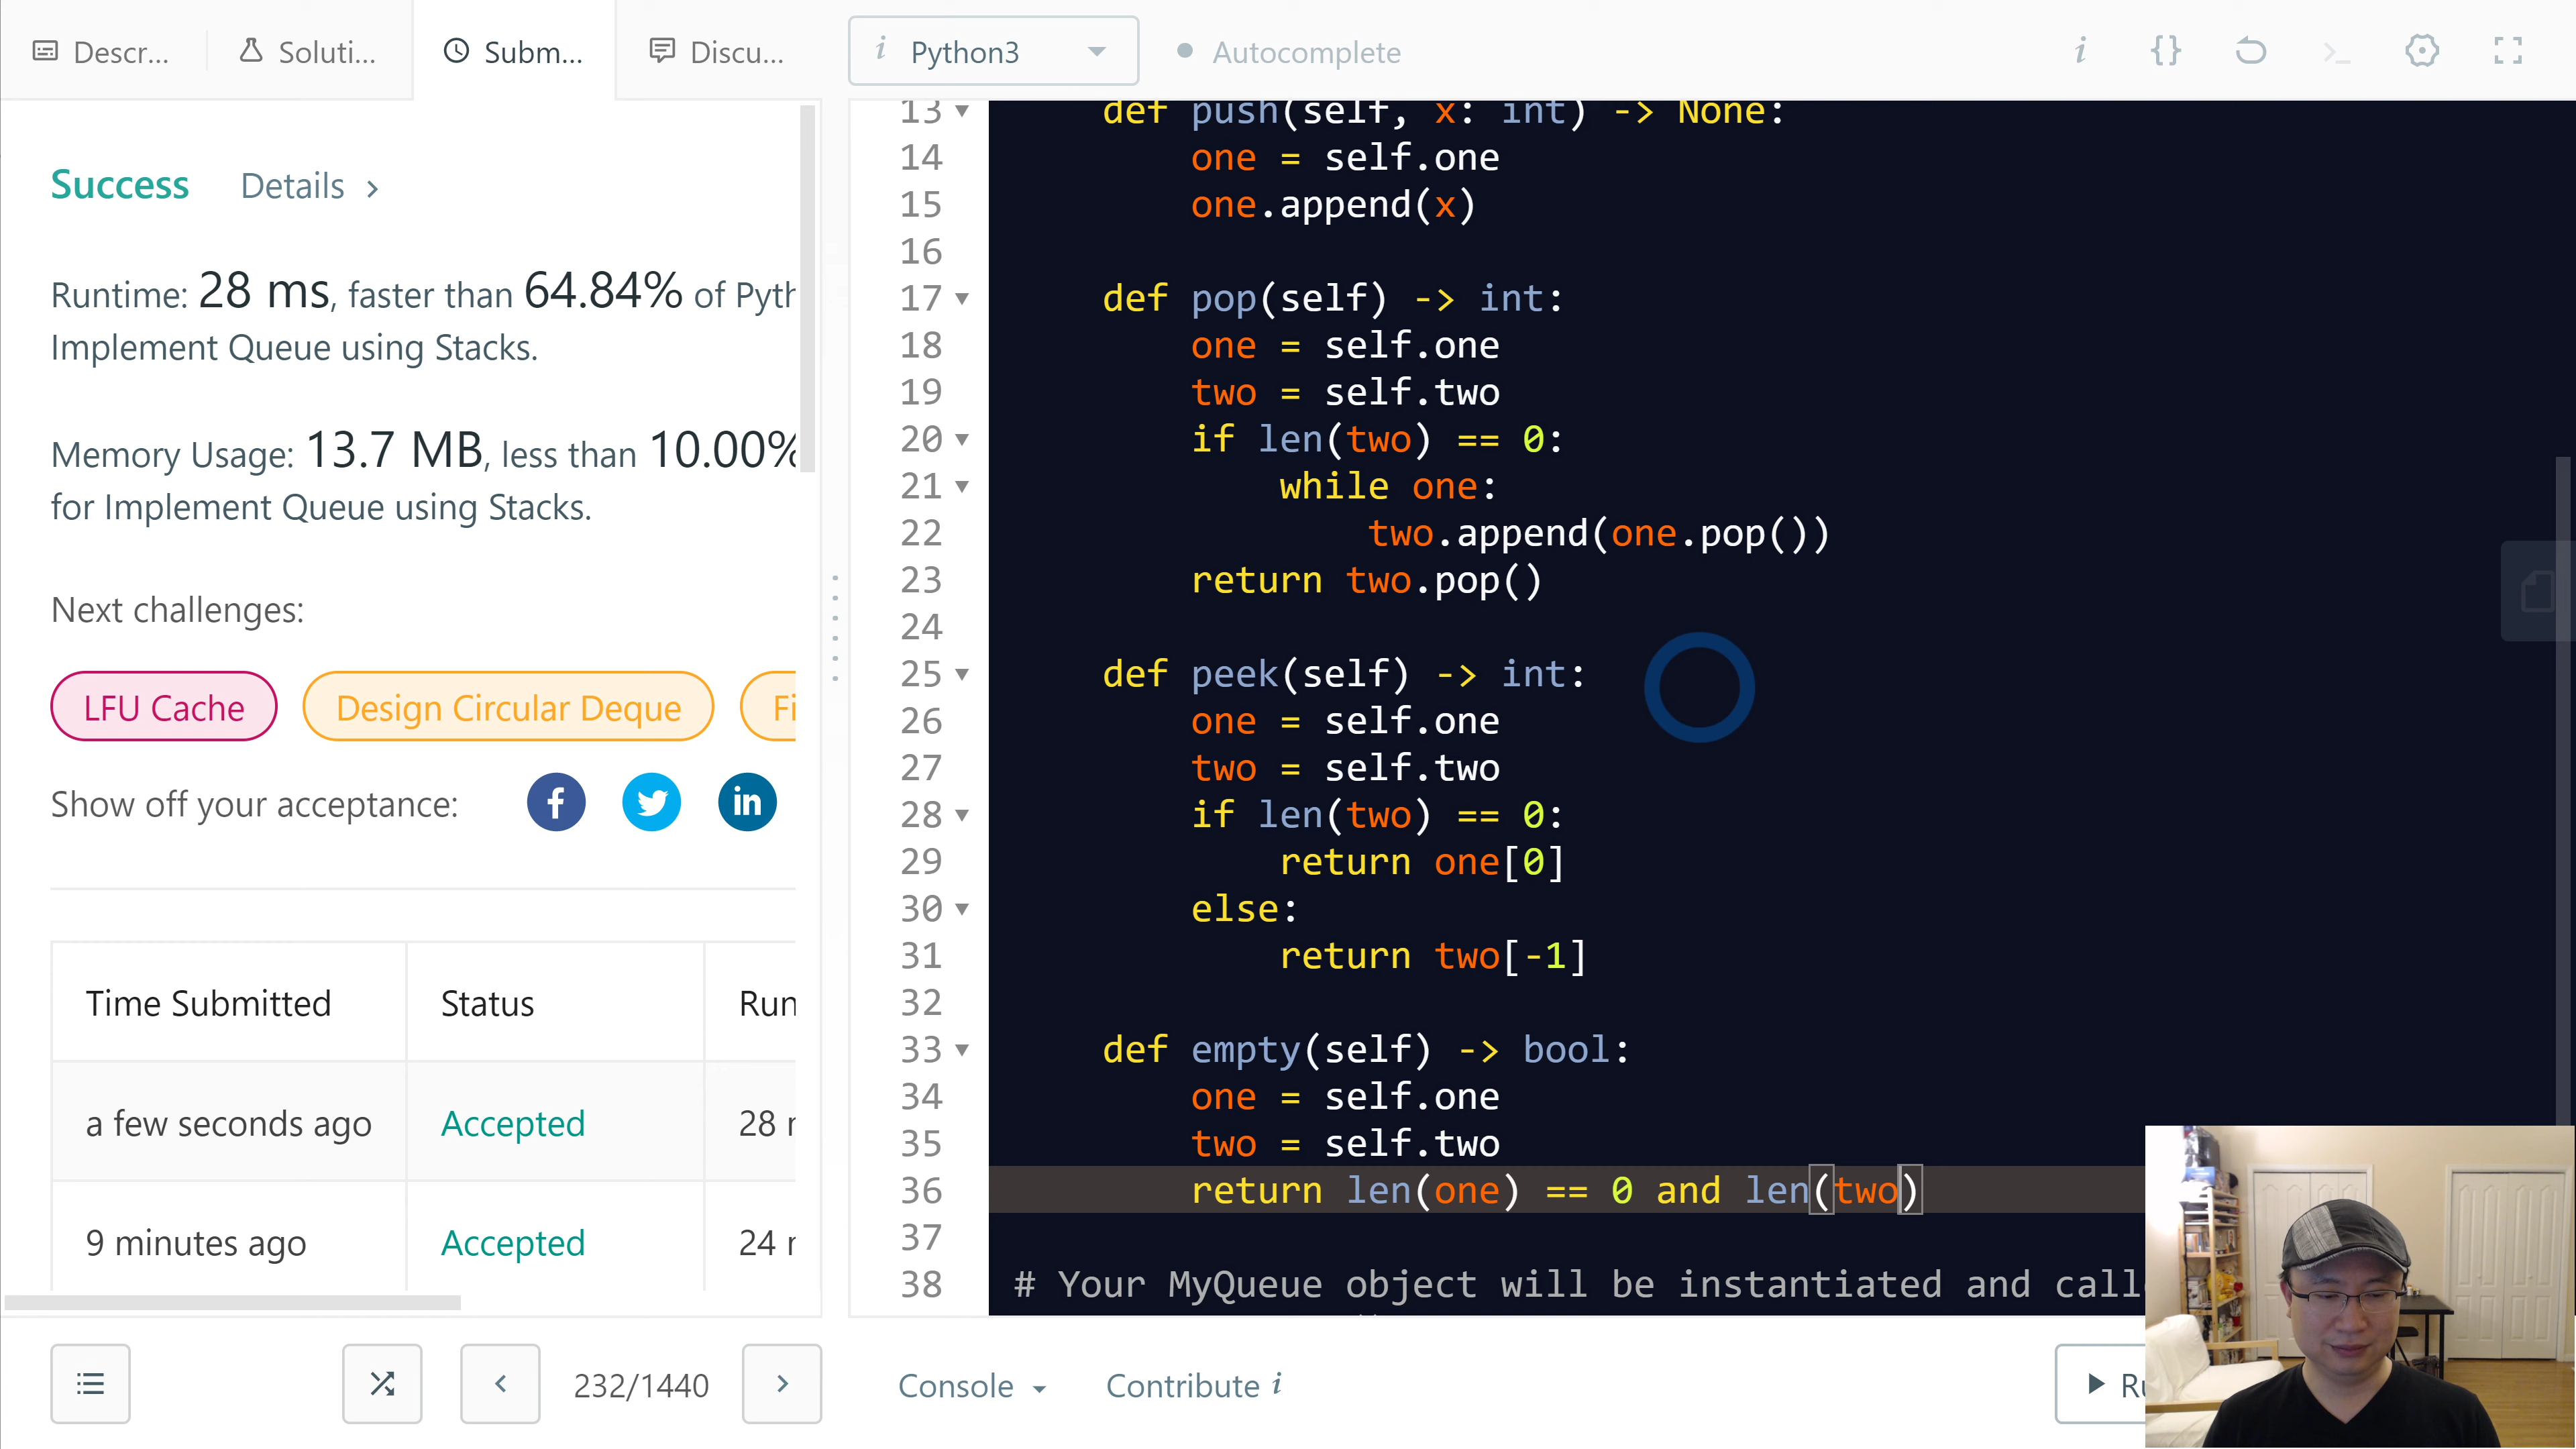 Descr...
Soluti...
Subm...
Discu...
i Python3
Autocomplete
i {} >_
Success Details >
Runtime: 28 ms, faster than 64.84% of Pyth
Implement Queue using Stacks.
Memory Usage: 13.7 MB, less than 10.00%
for Implement Queue using Stacks.
Next challenges:
LFU Cache
Design Circular Deque
Fi
Show off your acceptance:
f
in
Time Submitted Status Run
a few seconds ago Accepted 28 r
9 minutes ago Accepted 24 r
232/1440
13 def push(self, x: int) -> None:
14 one = self.one
15 one.append(x)
16
17 def pop(self) -> int:
18 one = self.one
19 two = self.two
20 if len(two) == 0:
21 while one:
22 two.append(one.pop())
23 return two.pop()
24
25 def peek(self) -> int:
26 one = self.one
27 two = self.two
28 if len(two) == 0:
29 return one[0]
30 else:
31 return two[-1]
32
33 def empty(self) -> bool:
34 one = self.one
35 two = self.two
36 return len(one) == 0 and len(two)
37
38 # Your MyQueue object will be instantiated and call
Console
Contribute i
Ru